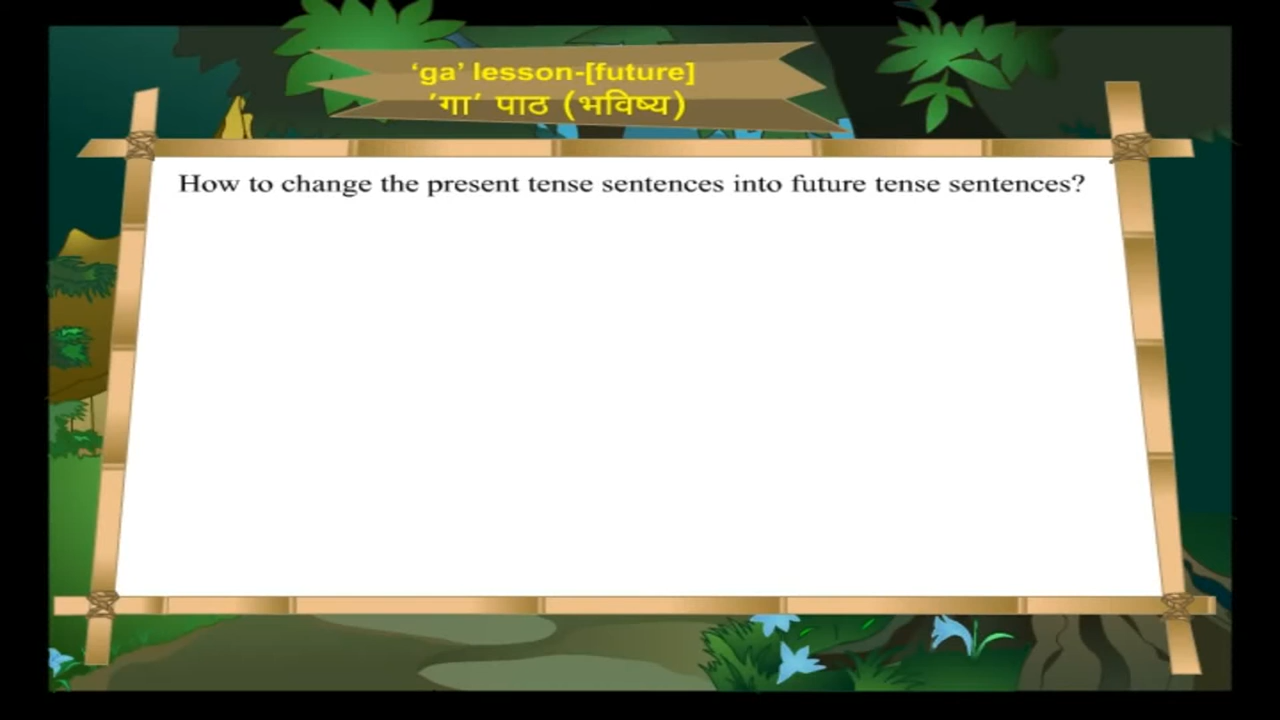 ‘ga’ lesson-[future]
‘गा’ पाठ (भविष्य)
How to change the present tense sentences into future tense sentences?